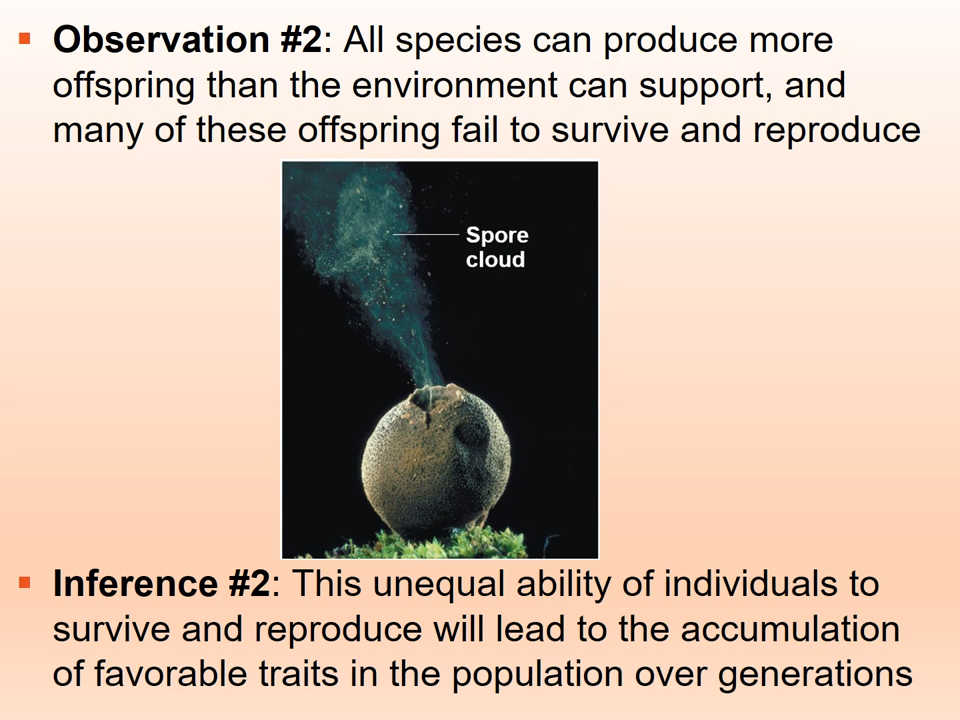 ▪ Observation #2: All species can produce more
offspring than the environment can support, and
many of these offspring fail to survive and reproduce
Spore
cloud
▪ Inference #2: This unequal ability of individuals to
survive and reproduce will lead to the accumulation
of favorable traits in the population over generations